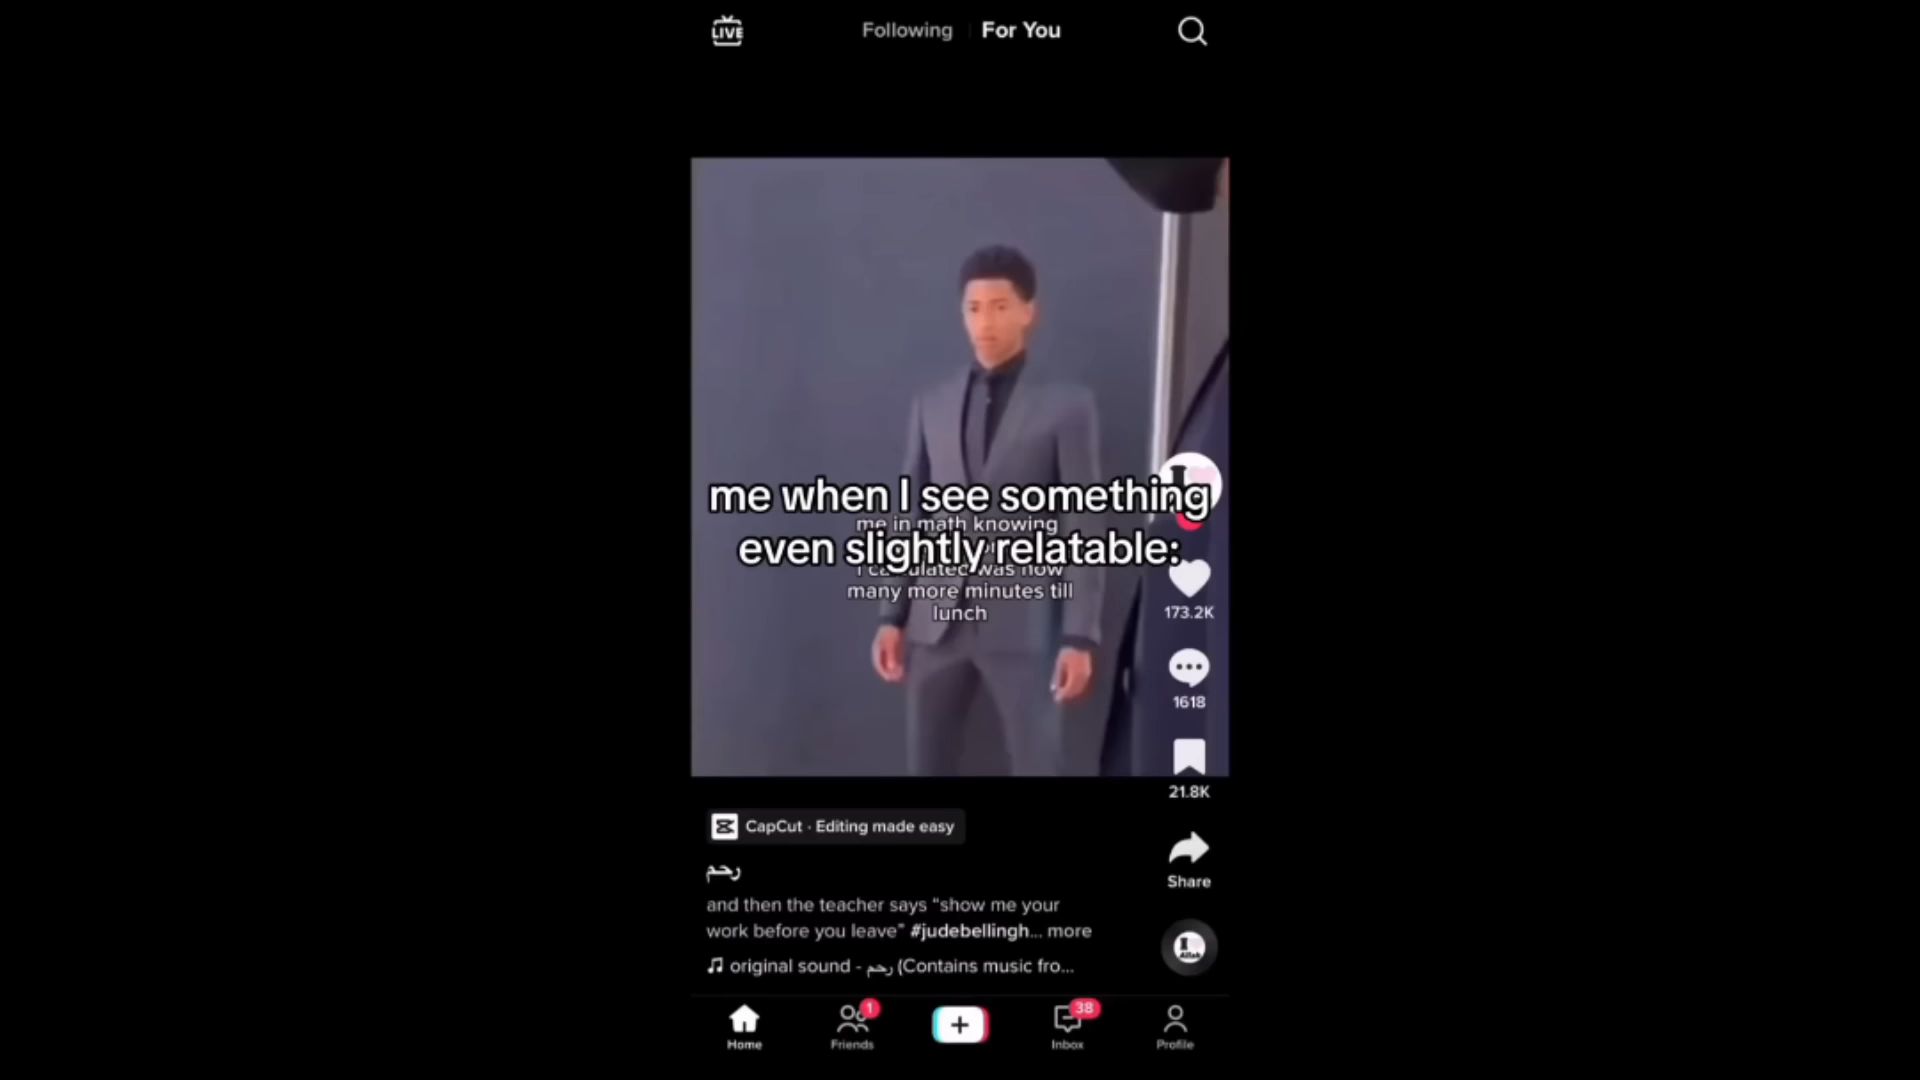 LIVE
Following
For You
me when I see something
even slightly relatable:
me in math knowing
many more minutes till
lunch
173.2K
1618
21.8K
Share
CapCut · Editing made easy
رحم
and then the teacher says “show me your
work before you leave” #judebellingh... more
original sound - رحم (Contains music fro...
I
Allah
Home
1
Friends
38
Inbox
Profile